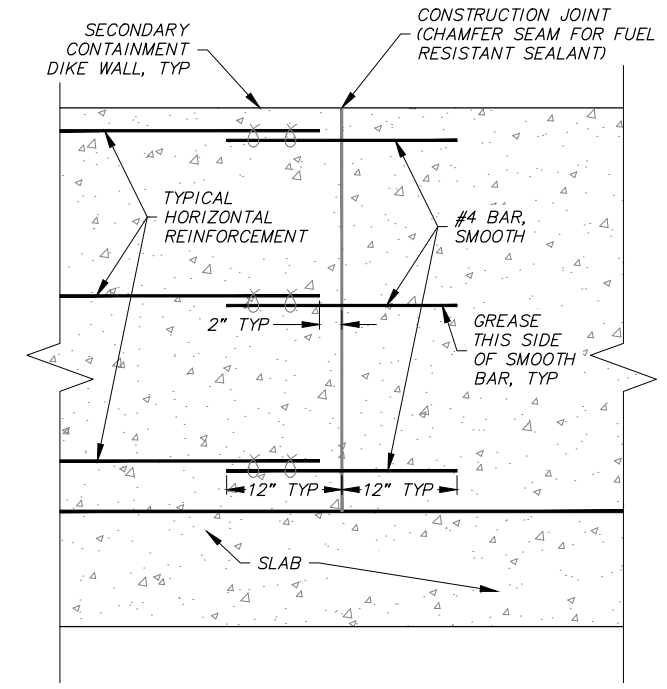 SECONDARY
CONTAINMENT
DIKE WALL, TYP
CONSTRUCTION JOINT
(CHAMFER SEAM FOR FUEL
RESISTANT SEALANT)
TYPICAL
HORIZONTAL
REINFORCEMENT
#4 BAR,
SMOOTH
2" TYP
GREASE
THIS SIDE
OF SMOOTH
BAR, TYP
12" TYP
12" TYP
SLAB